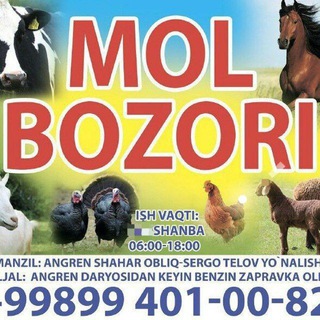 MOL
BOZORI
ISH VAQTI:
SHANBA
06:00-18:00
MANZIL: ANGREN SHAHAR OBLIQ-SERGO TELOV YO`NALISH
LJAL: ANGREN DARYOSIDAN KEYIN BENZIN ZAPRAVKA OL
-99899 401-00-82